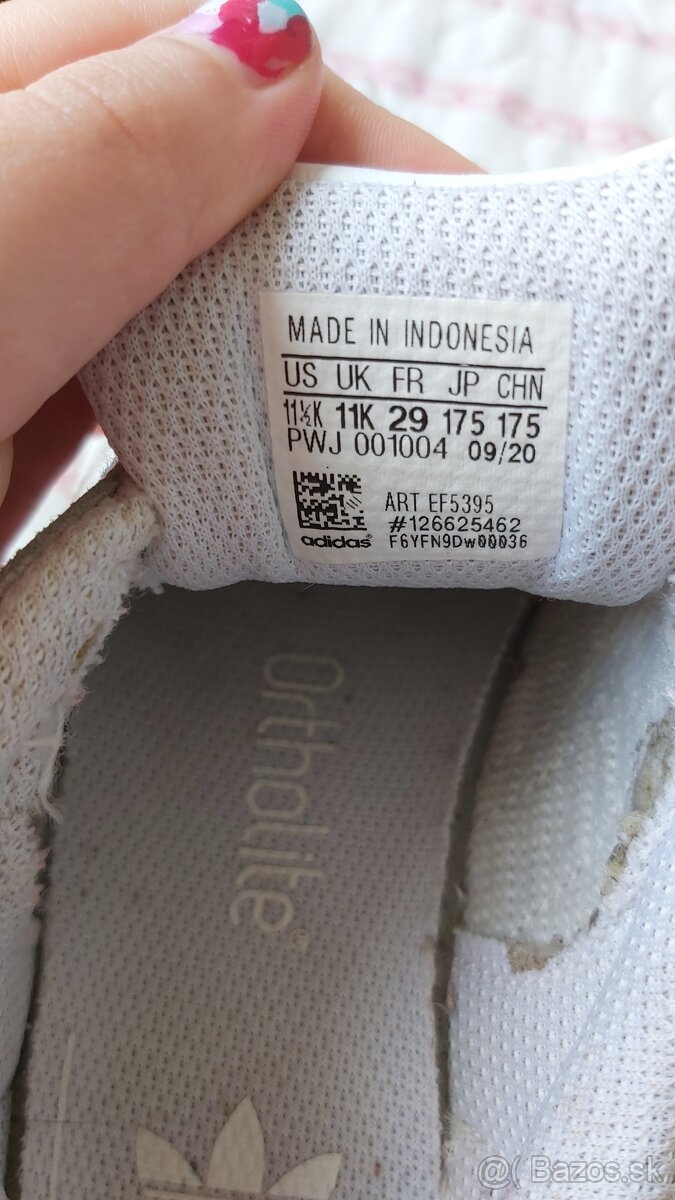 MADE IN INDONESIA
US UK FR JP CHN
11½K 11K 29 175 175
PWJ 001004 09/20
ART EF5395
#126625462
adidas F6YFN9Dw00036
Ortholite®
@( Bazos.sk